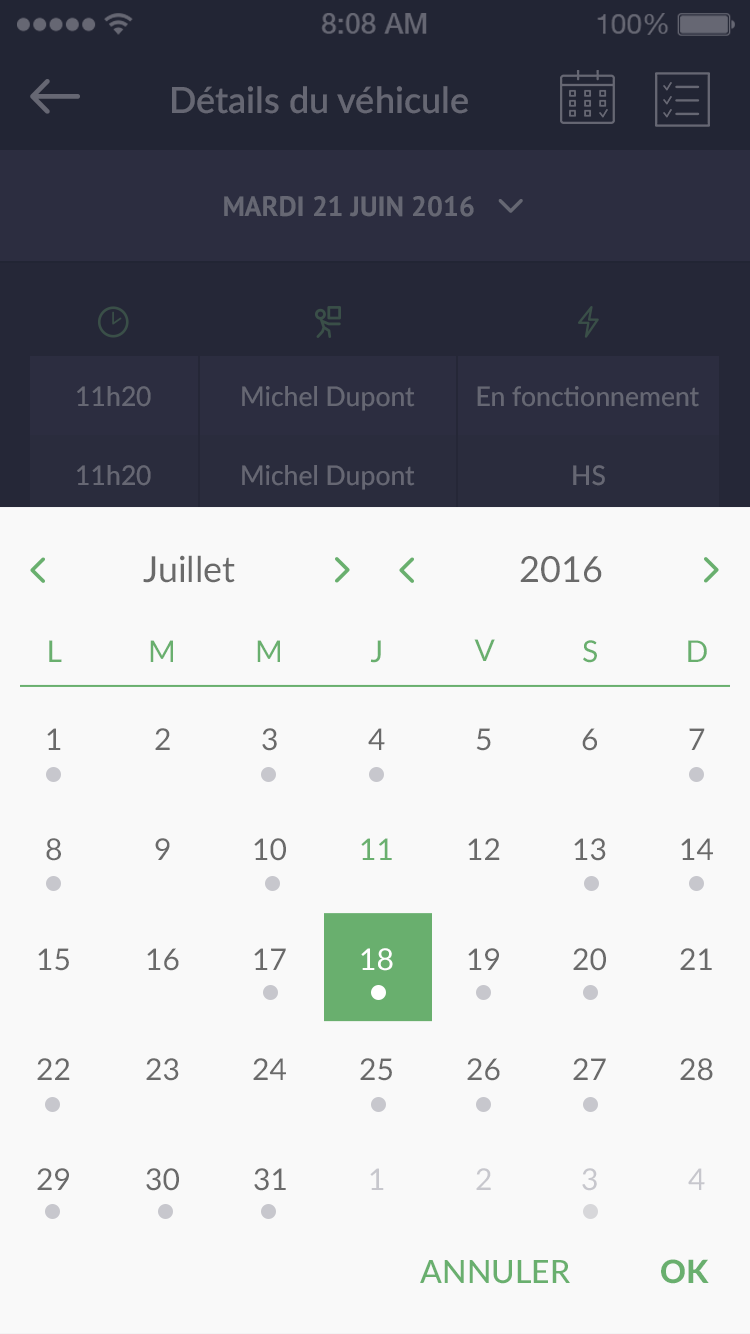 8:08 AM 100%
Détails du véhicule
MARDI 21 JUIN 2016
11h20 Michel Dupont En fonctionnement
11h20 Michel Dupont HS
Juillet 2016
L M M J V S D
1 2 3 4 5 6 7
8 9 10 11 12 13 14
15 16 17 18 19 20 21
22 23 24 25 26 27 28
29 30 31 1 2 3 4
ANNULER OK